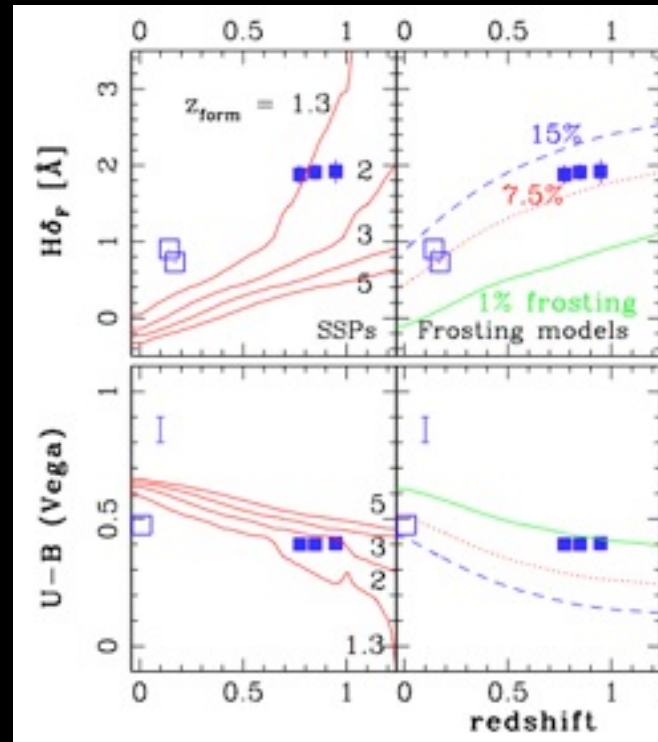 0 0.5 1 0 0.5 1
Hδ_F [Å]
3
2
1
0
z_form = 1.3
2
3
5
SSPs
15%
7.5%
1% frosting
Frosting models
U−B (Vega)
1
0.5
0
5
3
2
1.3
0 0.5 1 0 0.5 1
redshift